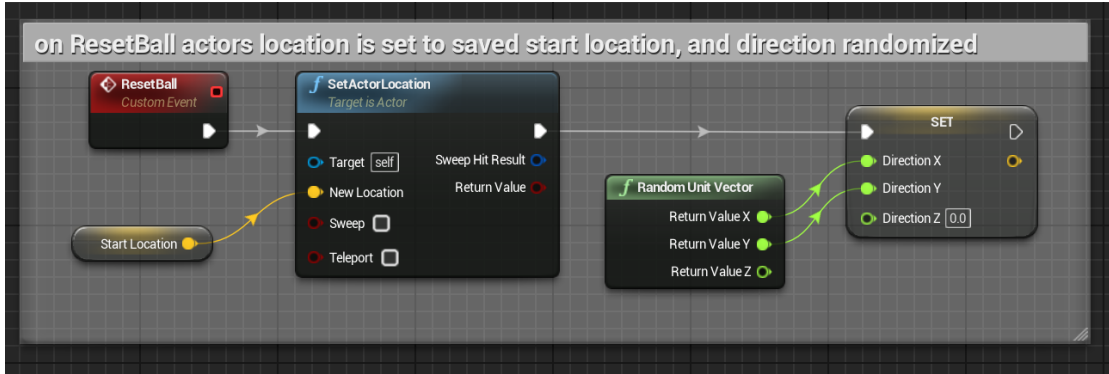 on ResetBall actors location is set to saved start location, and direction randomized
ResetBall
Custom Event
SetActorLocation
Target is Actor
Target self
New Location
Sweep
Teleport
Sweep Hit Result
Return Value
Start Location
Random Unit Vector
Return Value X
Return Value Y
Return Value Z
SET
Direction X
Direction Y
Direction Z 0.0